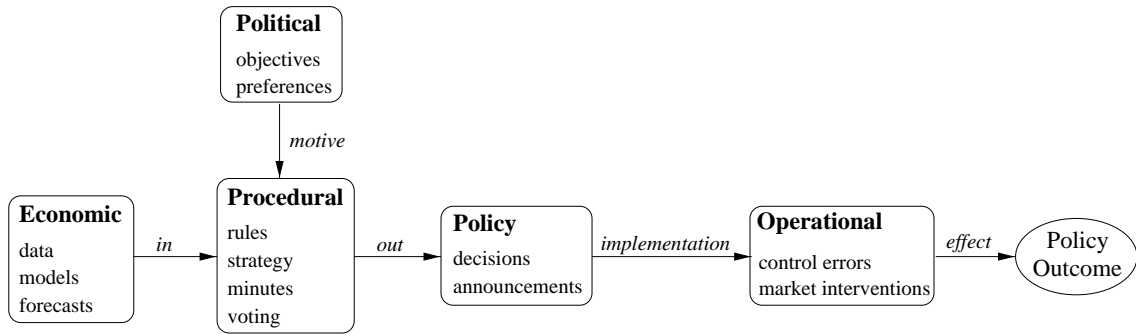 Political
objectives
preferences
motive
Economic
data
models
forecasts
in
Procedural
rules
strategy
minutes
voting
out
Policy
decisions
announcements
implementation
Operational
control errors
market interventions
effect
Policy
Outcome